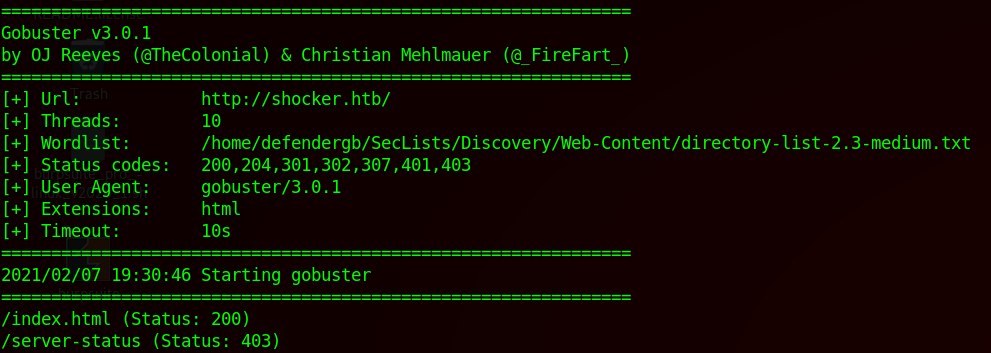 ===============================================================
Gobuster v3.0.1
by OJ Reeves (@TheColonial) & Christian Mehlmauer (@_FireFart_)
===============================================================
[+] Url:            http://shocker.htb/
[+] Threads:        10
[+] Wordlist:       /home/defendergb/SecLists/Discovery/Web-Content/directory-list-2.3-medium.txt
[+] Status codes:   200,204,301,302,307,401,403
[+] User Agent:     gobuster/3.0.1
[+] Extensions:     html
[+] Timeout:        10s
===============================================================
2021/02/07 19:30:46 Starting gobuster
===============================================================
/index.html (Status: 200)
/server-status (Status: 403)
Trash